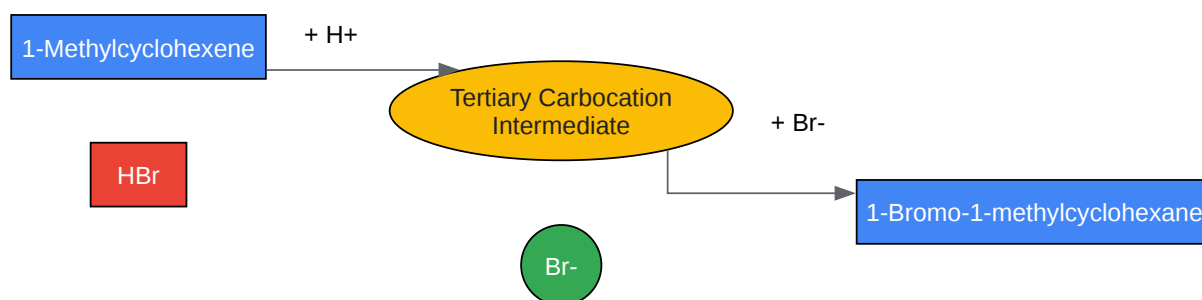 1-Methylcyclohexene
+ H+
Tertiary Carbocation
Intermediate
+ Br-
HBr
1-Bromo-1-methylcyclohexane
Br-